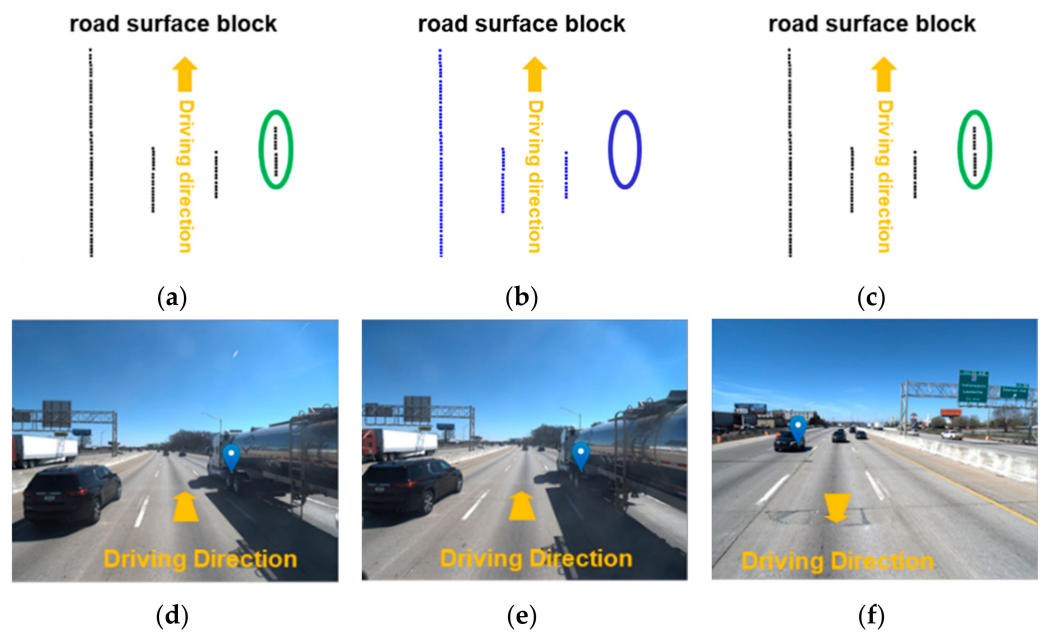 road surface block
Driving direction
(a)
road surface block
Driving direction
(b)
road surface block
Driving direction
(c)
Driving Direction
(d)
Driving Direction
(e)
Driving Direction
(f)